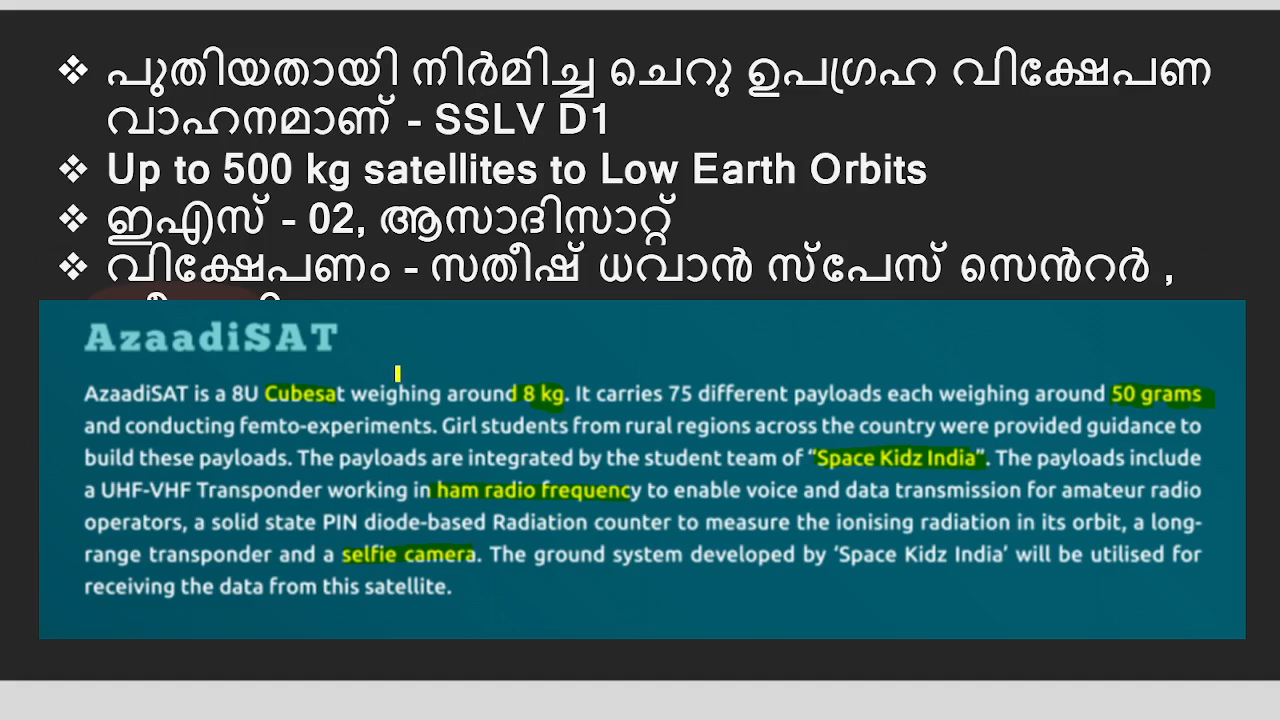 ❖ പുതിയതായി നിർമിച്ച ചെറു ഉപഗ്രഹ വിക്ഷേപണ
വാഹനമാണ് - SSLV D1
❖ Up to 500 kg satellites to Low Earth Orbits
❖ ഇഎസ് - 02, ആസാദിസാറ്റ്
❖ വിക്ഷേപണം - സതീഷ് ധവാൻ സ്പേസ് സെൻറർ ,
AzaadiSAT
AzaadiSAT is a 8U Cubesat weighing around 8 kg. It carries 75 different payloads each weighing around 50 grams
and conducting femto-experiments. Girl students from rural regions across the country were provided guidance to
build these payloads. The payloads are integrated by the student team of “Space Kidz India”. The payloads include
a UHF-VHF Transponder working in ham radio frequency to enable voice and data transmission for amateur radio
operators, a solid state PIN diode-based Radiation counter to measure the ionising radiation in its orbit, a long-
range transponder and a selfie camera. The ground system developed by ‘Space Kidz India’ will be utilised for
receiving the data from this satellite.